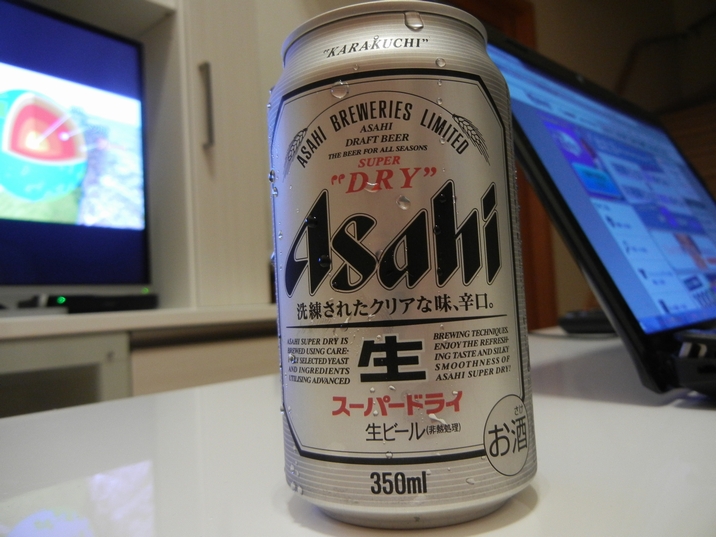 "KARAKUCHI"
ASAHI BREWERIES LIMITED
ASAHI
DRAFT BEER
THE BEER FOR ALL SEASONS
SUPER
"DRY"
Asahi
洗練されたクリアな味、辛口。
ASAHI SUPER DRY IS
BREWED USING CARE-
FULLY SELECTED YEAST
AND INGREDIENTS
UTILISING ADVANCED
生
BREWING TECHNIQUES.
ENJOY THE REFRESH-
ING TASTE AND SILKY
SMOOTHNESS OF
ASAHI SUPER DRY!
スーパードライ
生ビール(非熱処理)
さけ
お酒
350ml